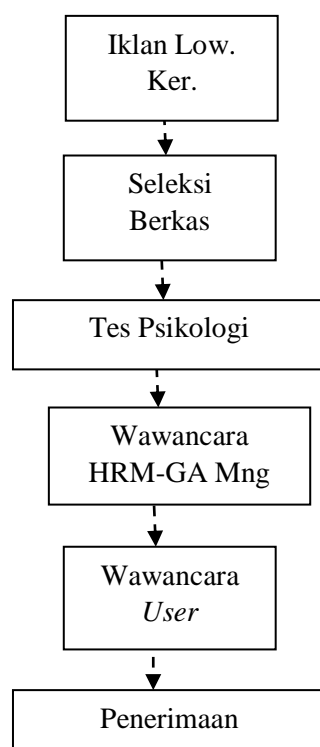 Iklan Low.
Ker.
Seleksi
Berkas
Tes Psikologi
Wawancara
HRM-GA Mng
Wawancara
User
Penerimaan